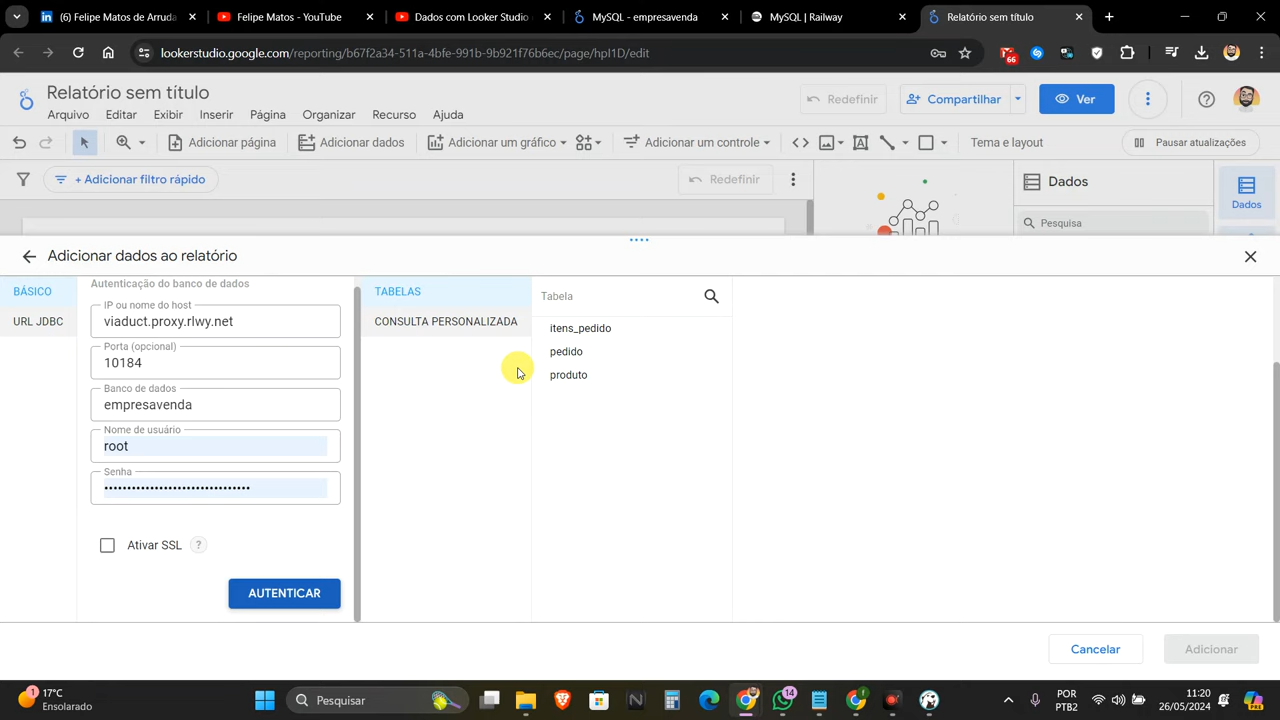 (6) Felipe Matos de Arruda
Felipe Matos - YouTube
Dados com Looker Studio
MySQL - empresavenda
MySQL | Railway
Relatório sem título
lookerstudio.google.com/reporting/b67f2a34-511a-4bfe-991b-9b921f76b6ec/page/hpl1D/edit
66
Relatório sem título
Arquivo Editar Exibir Inserir Página Organizar Recurso Ajuda
Redefinir
Compartilhar
Ver
Adicionar página
Adicionar dados
Adicionar um gráfico
Adicionar um controle
Tema e layout
Pausar atualizações
+ Adicionar filtro rápido
Redefinir
Dados
Dados
Pesquisa
Adicionar dados ao relatório
BÁSICO
URL JDBC
Autenticação do banco de dados
IP ou nome do host
viaduct.proxy.rlwy.net
Porta (opcional)
10184
Banco de dados
empresavenda
Nome de usuário
root
Senha
••••••••••••••••••••••••••••••••
Ativar SSL ?
AUTENTICAR
TABELAS
CONSULTA PERSONALIZADA
Tabela
itens_pedido
pedido
produto
Cancelar
Adicionar
1
17°C
Ensolarado
Pesquisar
14
POR
PTB2
11:20
26/05/2024